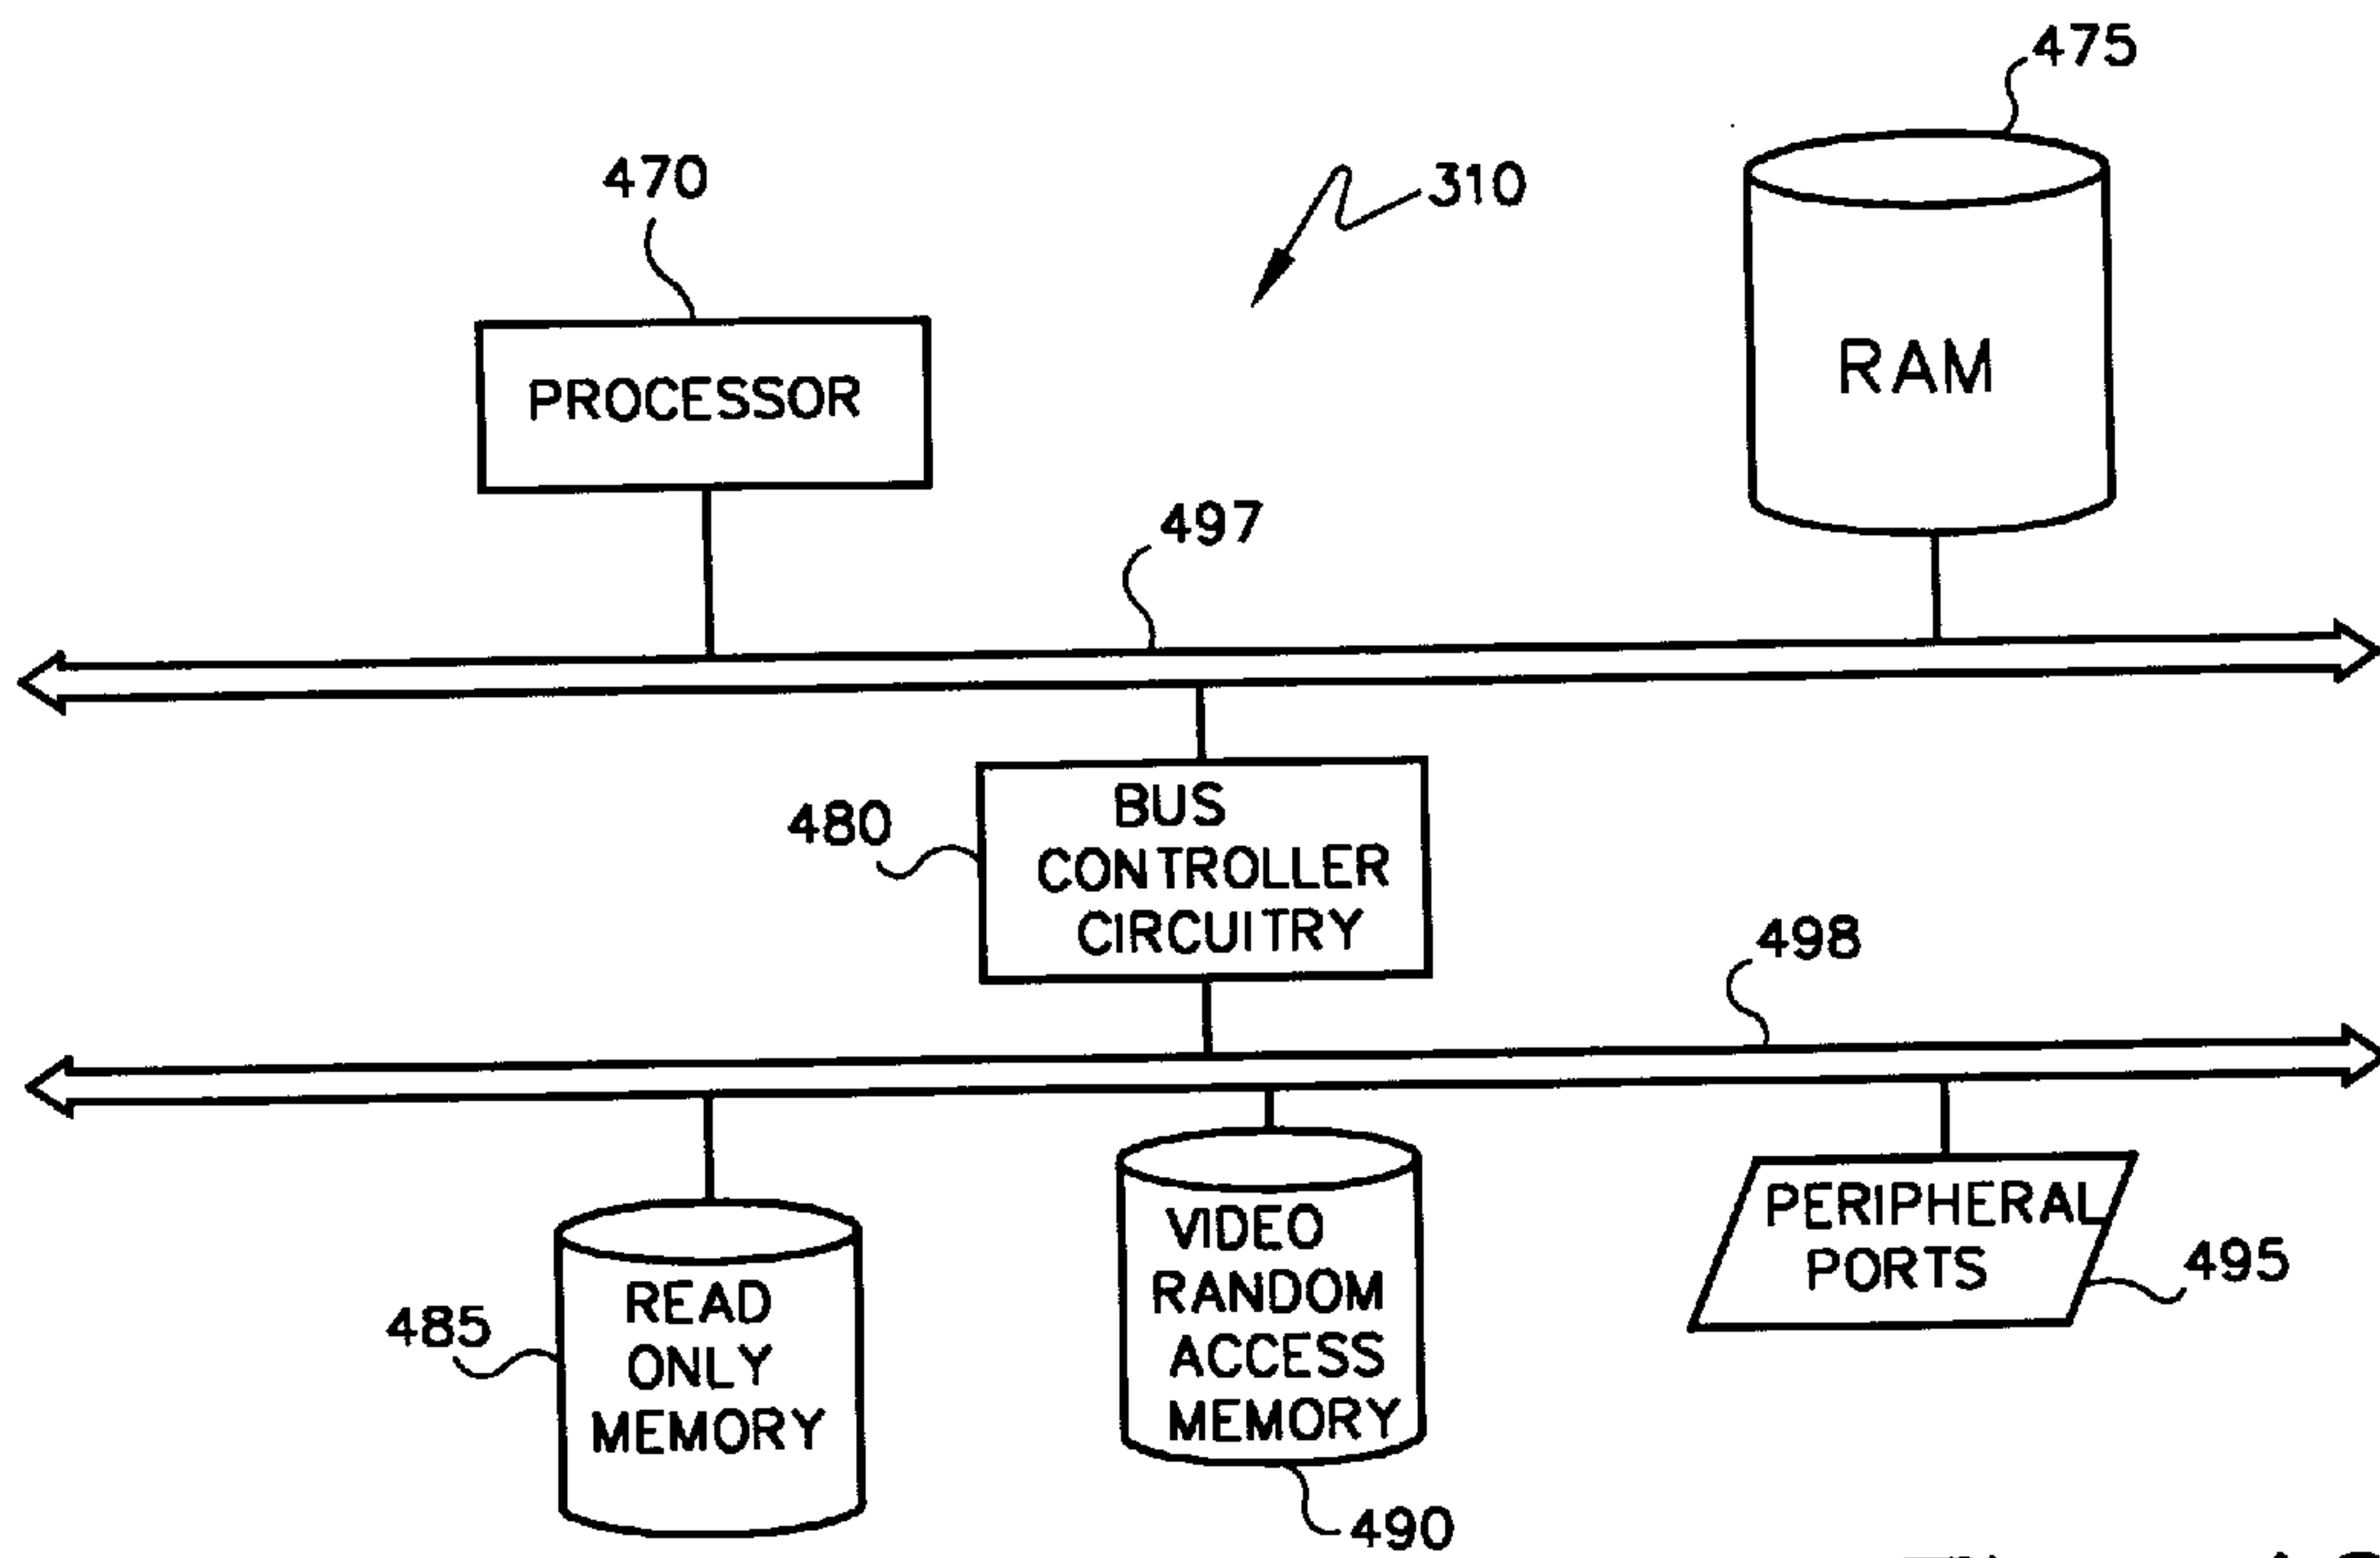 475
470
310
PROCESSOR
RAM
497
BUS
CONTROLLER
CIRCUITRY
480
498
READ
ONLY
MEMORY
485
VIDEO
RANDOM
ACCESS
MEMORY
490
PERIPHERAL
PORTS
495